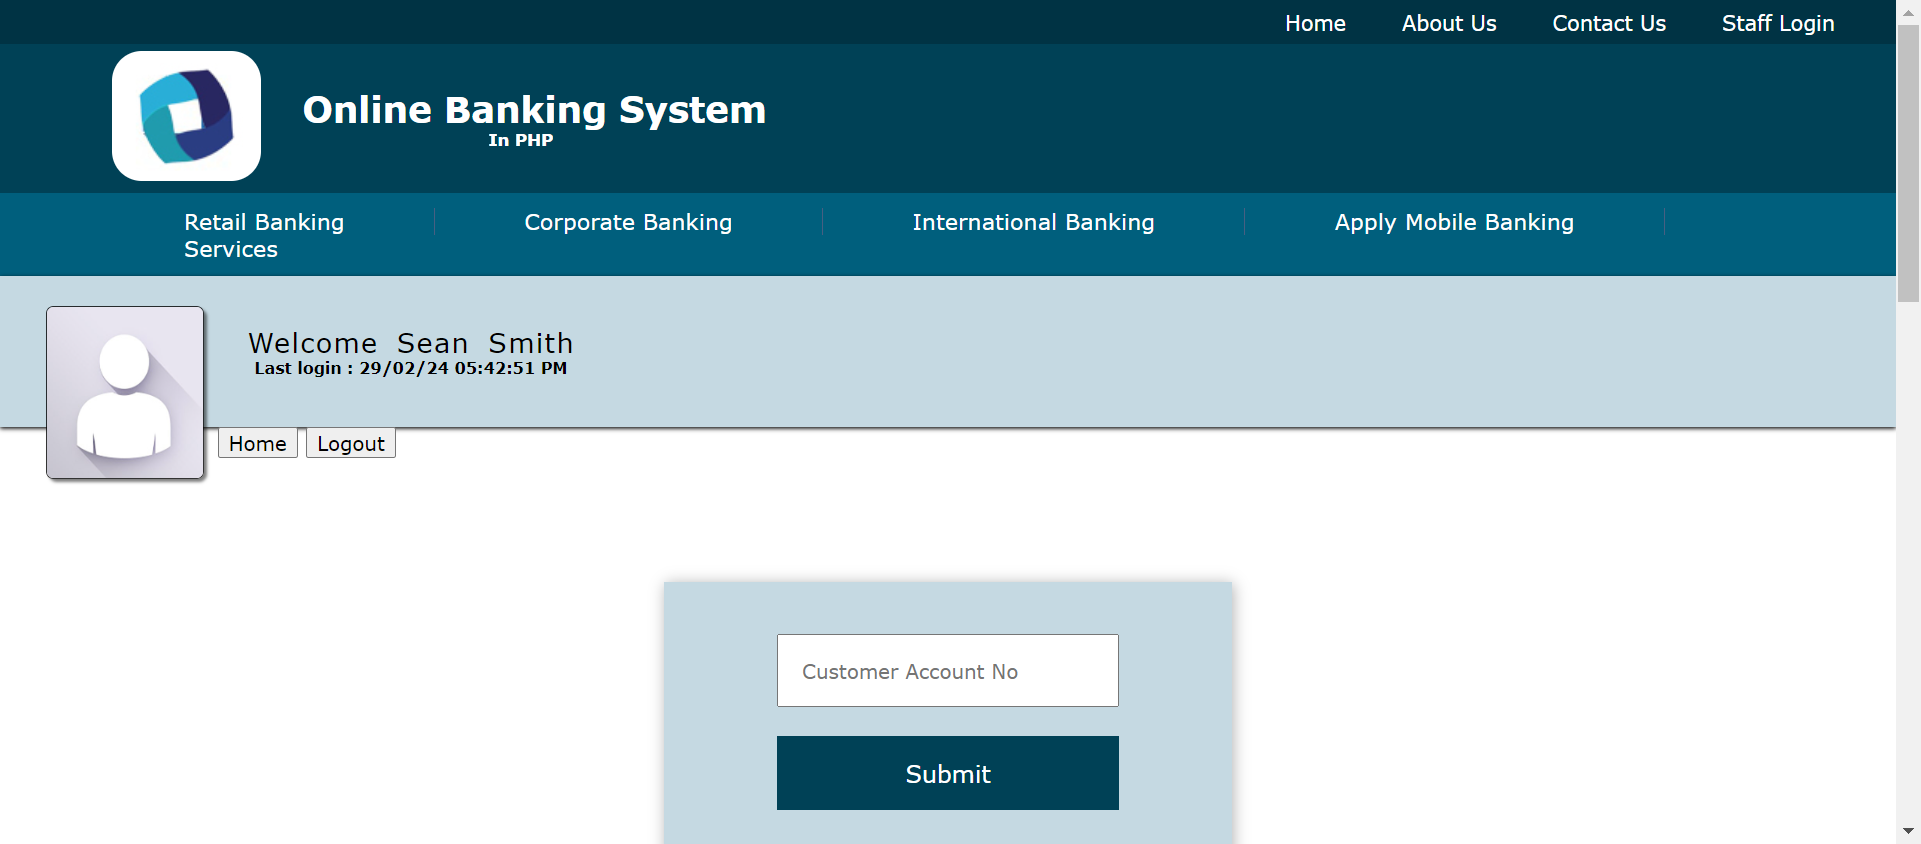 Home About Us Contact Us Staff Login
Online Banking System
In PHP
Retail Banking Corporate Banking International Banking Apply Mobile Banking
Services
Welcome Sean Smith
Last login : 29/02/24 05:42:51 PM
Home Logout
Customer Account No
Submit